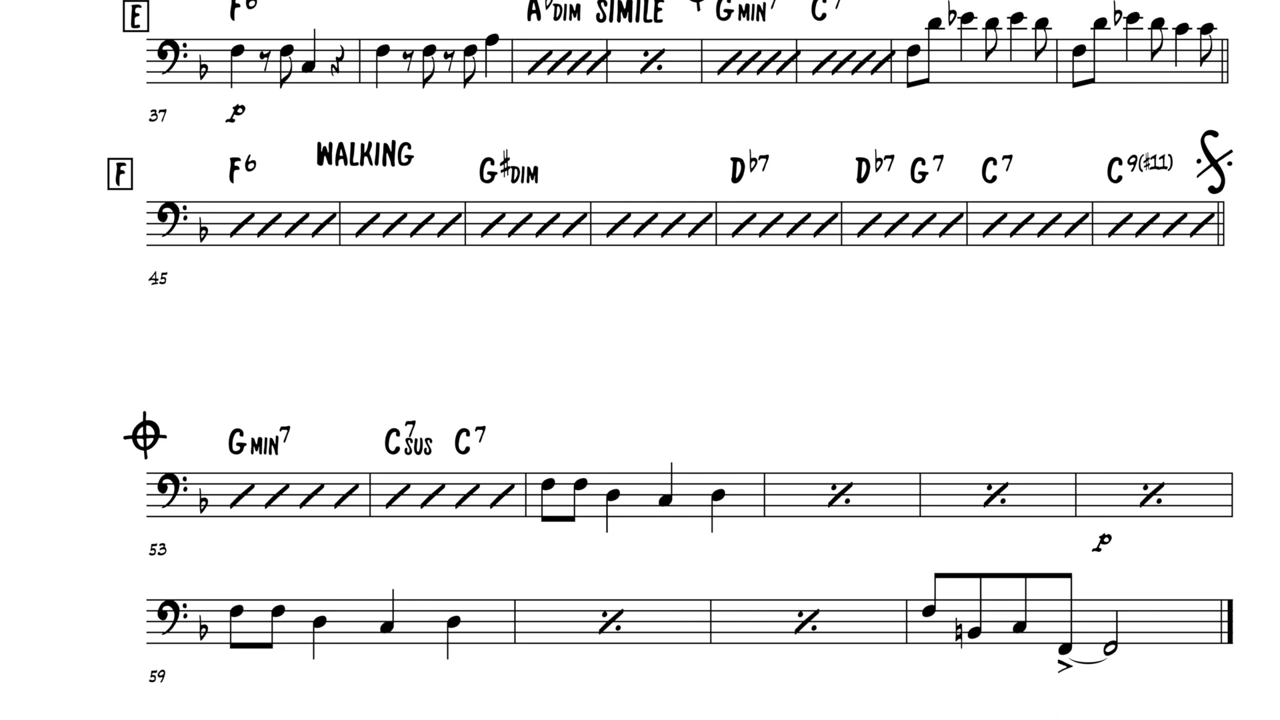 E F6 A♭DIM SIMILE GMIN7 C7
37 p
F F6 WALKING G♯DIM D♭7 D♭7 G7 C7 C9(♯11)
45
GMIN7 C7SUS C7
53 p
59